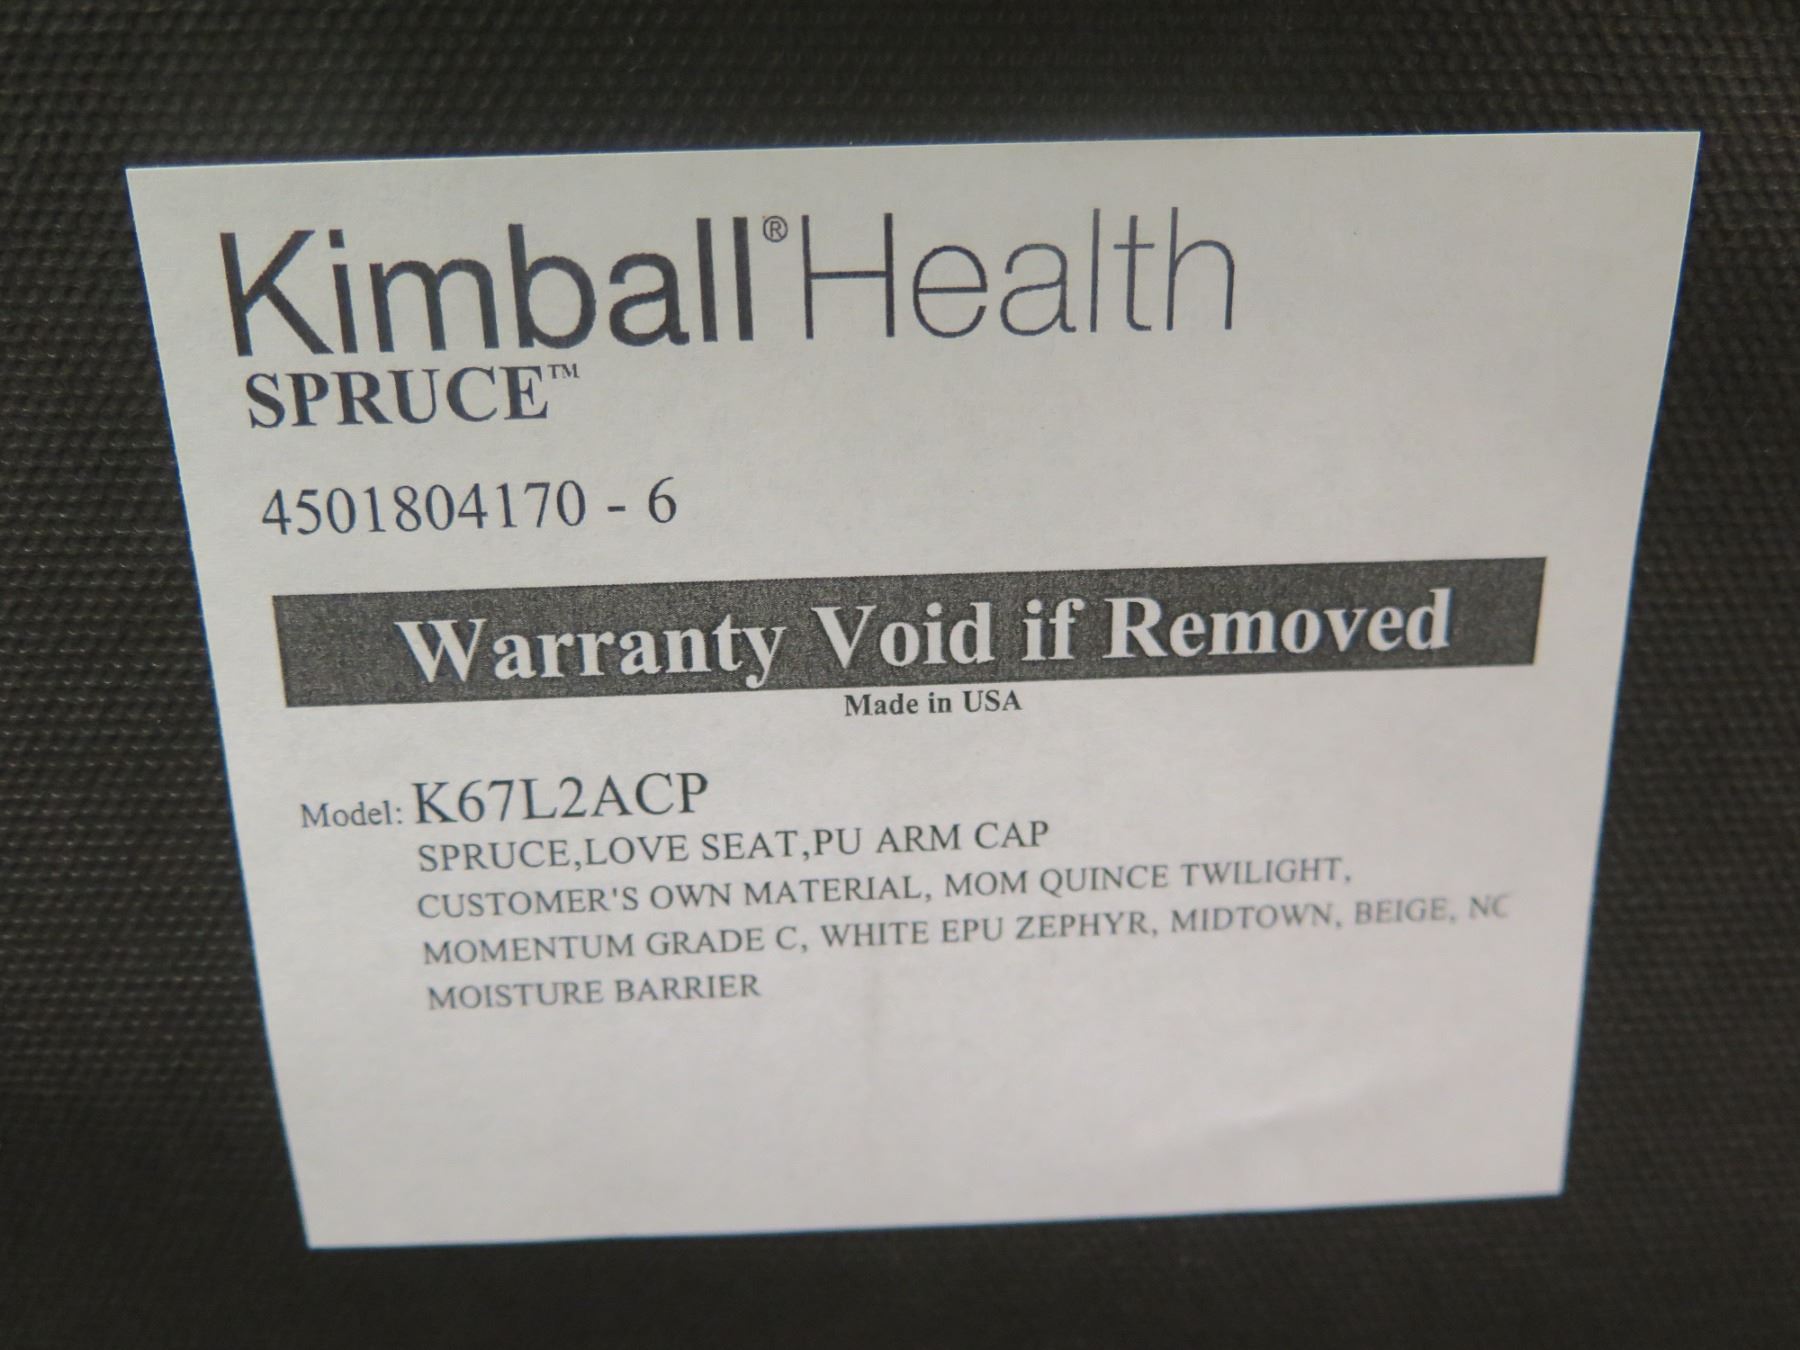 Kimball® Health
SPRUCE™
4501804170 - 6
Warranty Void if Removed
Made in USA
Model: K67L2ACP
SPRUCE,LOVE SEAT,PU ARM CAP
CUSTOMER'S OWN MATERIAL, MOM QUINCE TWILIGHT,
MOMENTUM GRADE C, WHITE EPU ZEPHYR, MIDTOWN, BEIGE, NC
MOISTURE BARRIER